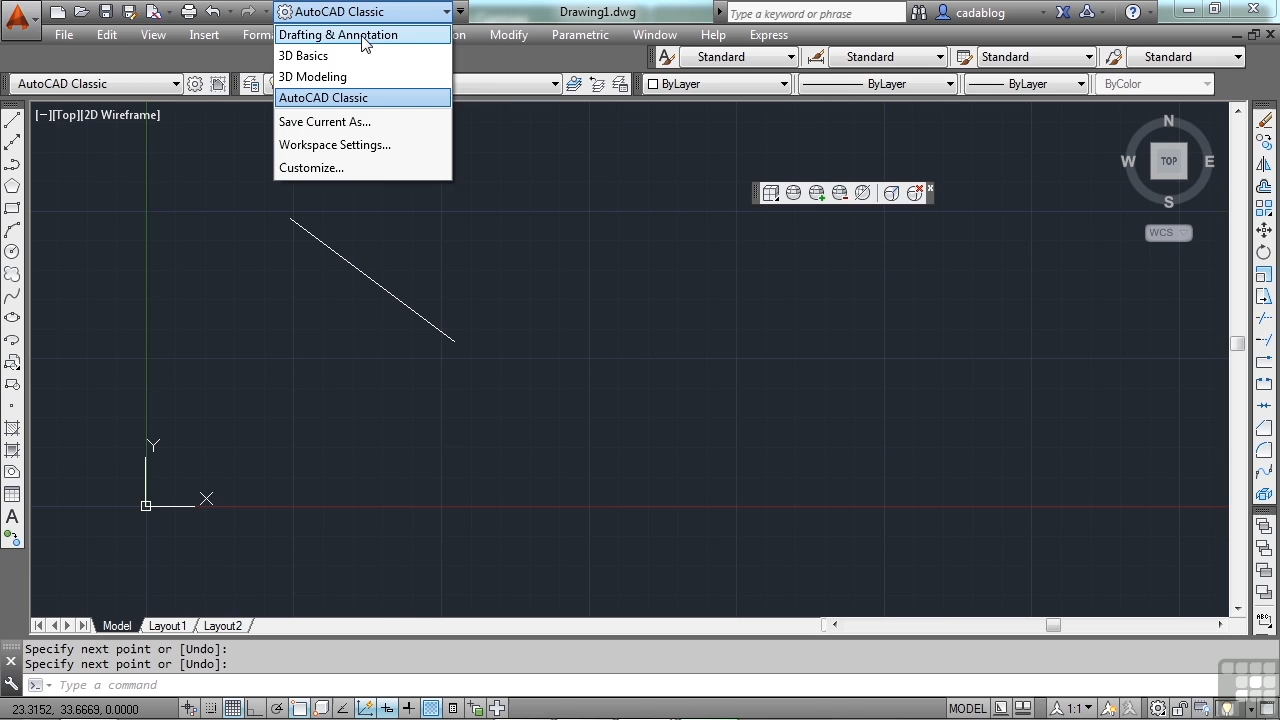 AutoCAD Classic
Drawing1.dwg
Type a keyword or phrase
cadablog
File
Edit
View
Insert
Modify
Parametric
Window
Help
Express
Drafting & Annotation
3D Basics
3D Modeling
AutoCAD Classic
Save Current As...
Workspace Settings...
Customize...
Standard
Standard
Standard
Standard
AutoCAD Classic
ByLayer
ByLayer
ByLayer
ByColor
[−][Top][2D Wireframe]
N
W
TOP
E
S
WCS
Y
X
A
ABC
Model
Layout1
Layout2
Specify next point or [Undo]:
Specify next point or [Undo]:
Type a command
23.3152, 33.6669, 0.0000
MODEL
1:1